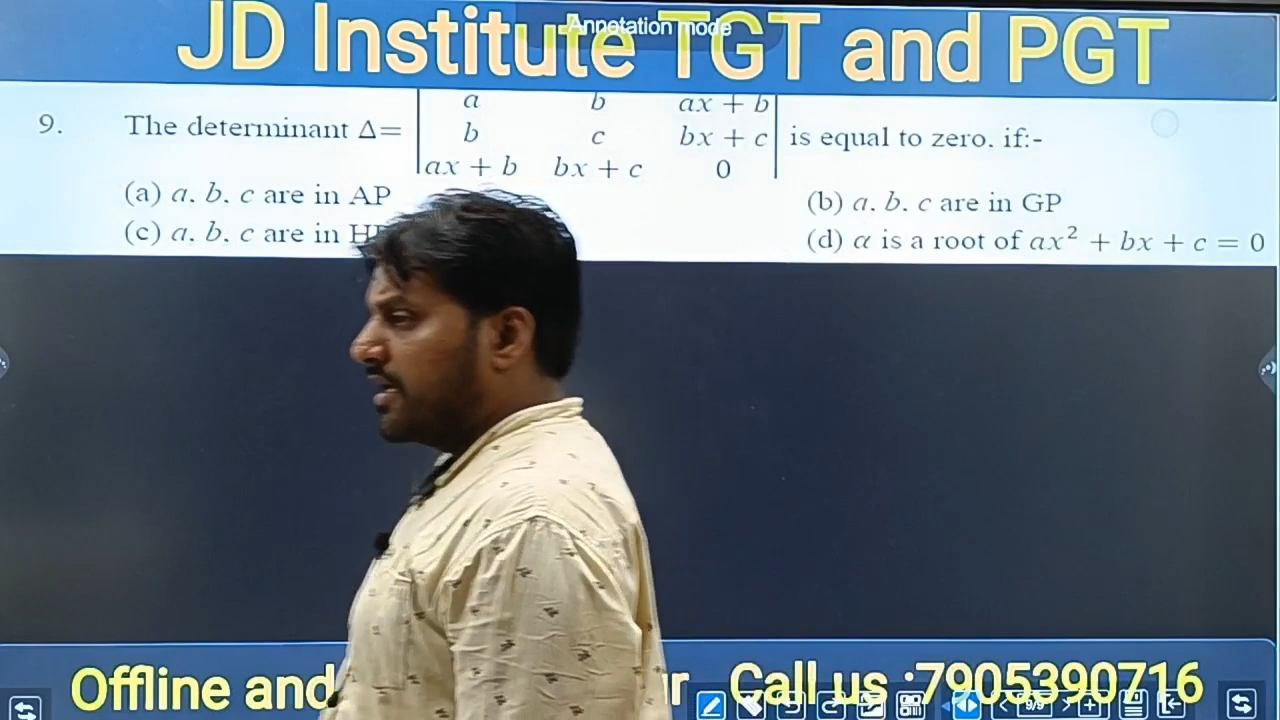 Annotation mode
JD Institute TGT and PGT
9. The determinant Δ= | a b ax + b |
| b c bx + c | is equal to zero. if:-
| ax + b bx + c 0 |
(a) a. b. c are in AP (b) a. b. c are in GP
(c) a. b. c are in (d) α is a root of ax² + bx + c = 0
Offline and Call us :7905390716
9/9